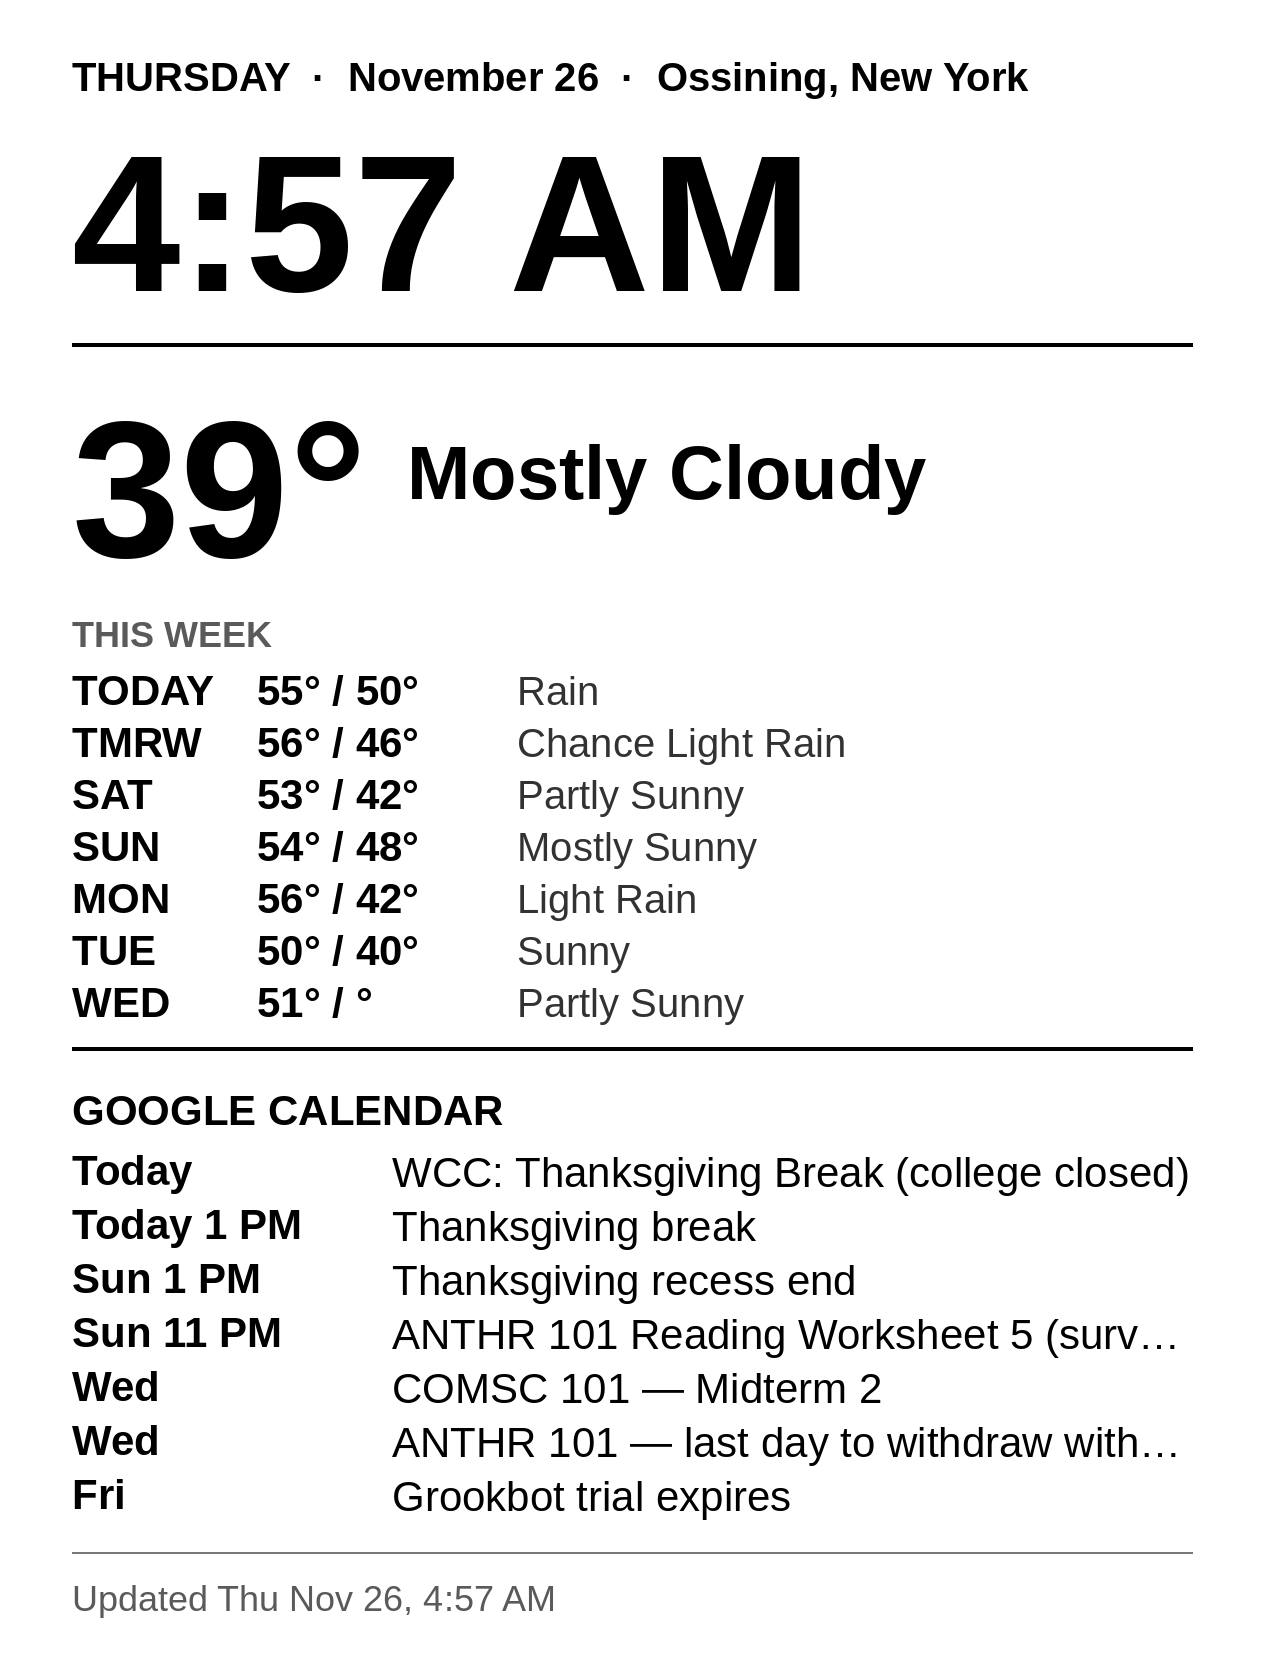 THURSDAY · November 26 · Ossining, New York
4:57 AM
39° Mostly Cloudy
THIS WEEK
TODAY 55° / 50° Rain
TMRW 56° / 46° Chance Light Rain
SAT 53° / 42° Partly Sunny
SUN 54° / 48° Mostly Sunny
MON 56° / 42° Light Rain
TUE 50° / 40° Sunny
WED 51° / ° Partly Sunny
GOOGLE CALENDAR
Today WCC: Thanksgiving Break (college closed)
Today 1 PM Thanksgiving break
Sun 1 PM Thanksgiving recess end
Sun 11 PM ANTHR 101 Reading Worksheet 5 (surv…
Wed COMSC 101 — Midterm 2
Wed ANTHR 101 — last day to withdraw with…
Fri Grookbot trial expires
Updated Thu Nov 26, 4:57 AM